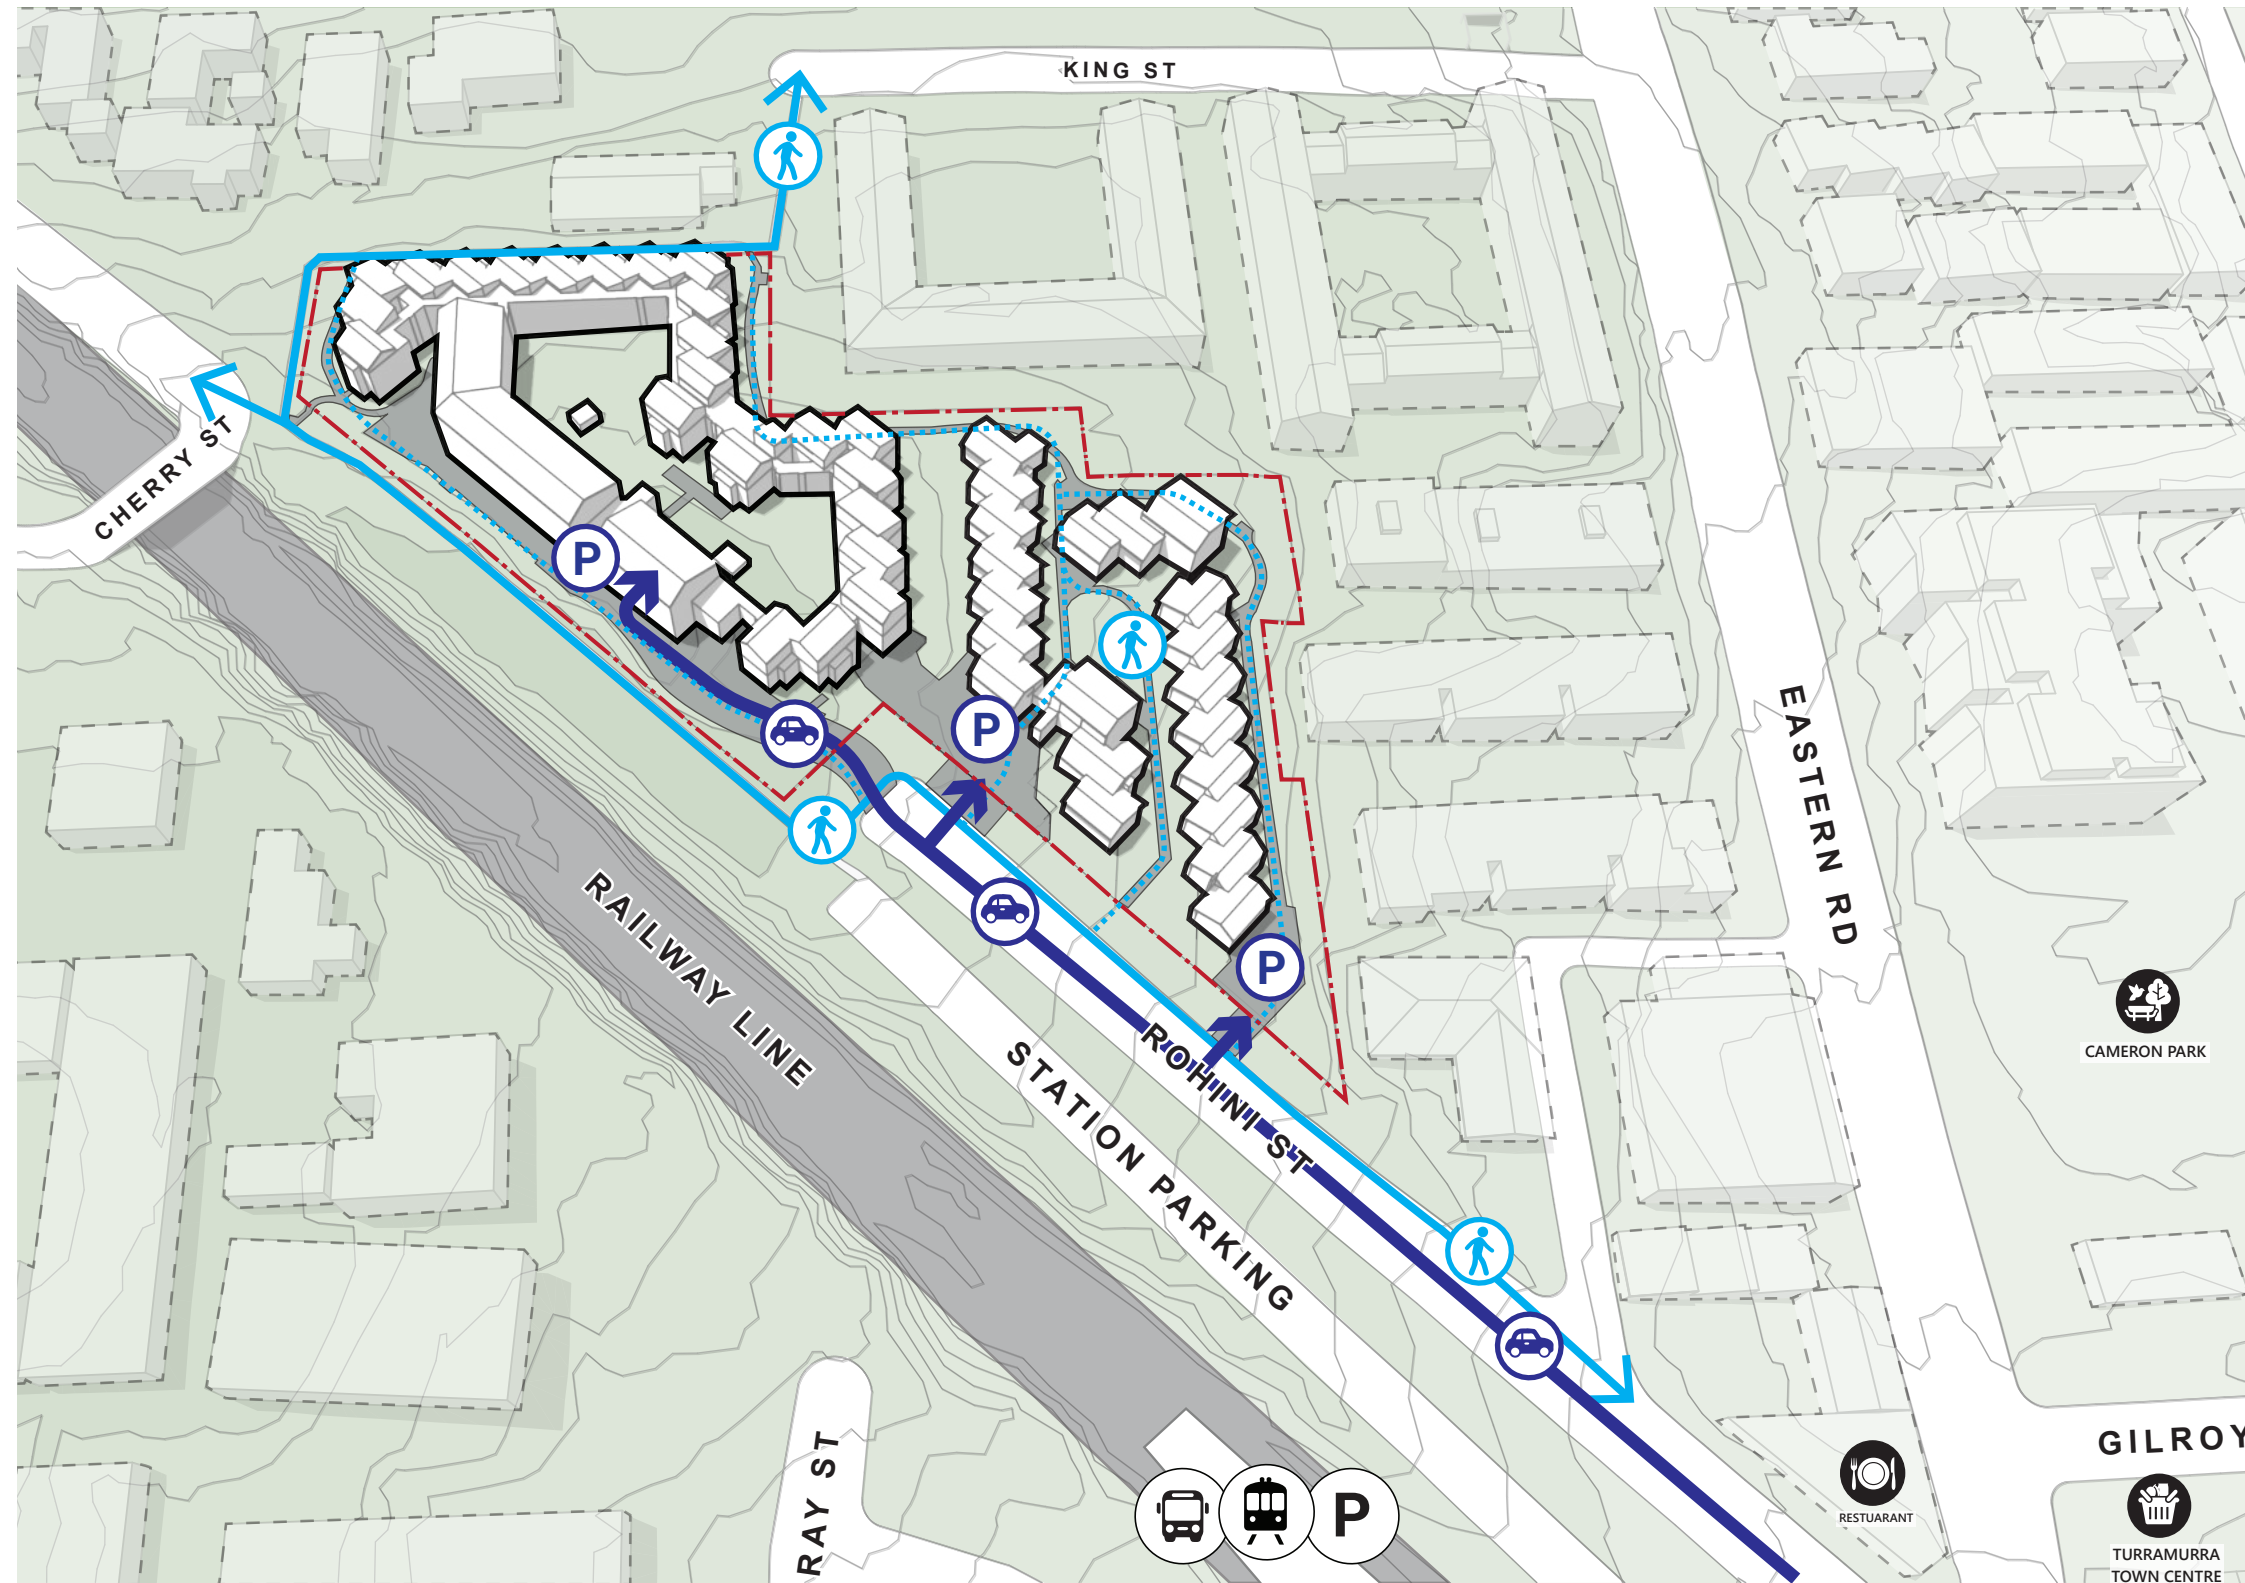 KING ST
CHERRY ST
P
P
EASTERN RD
P
RAILWAY LINE
ROHINI ST
CAMERON PARK
STATION PARKING
RAY ST
P
GILROY
RESTUARANT
TURRAMURRA
TOWN CENTRE